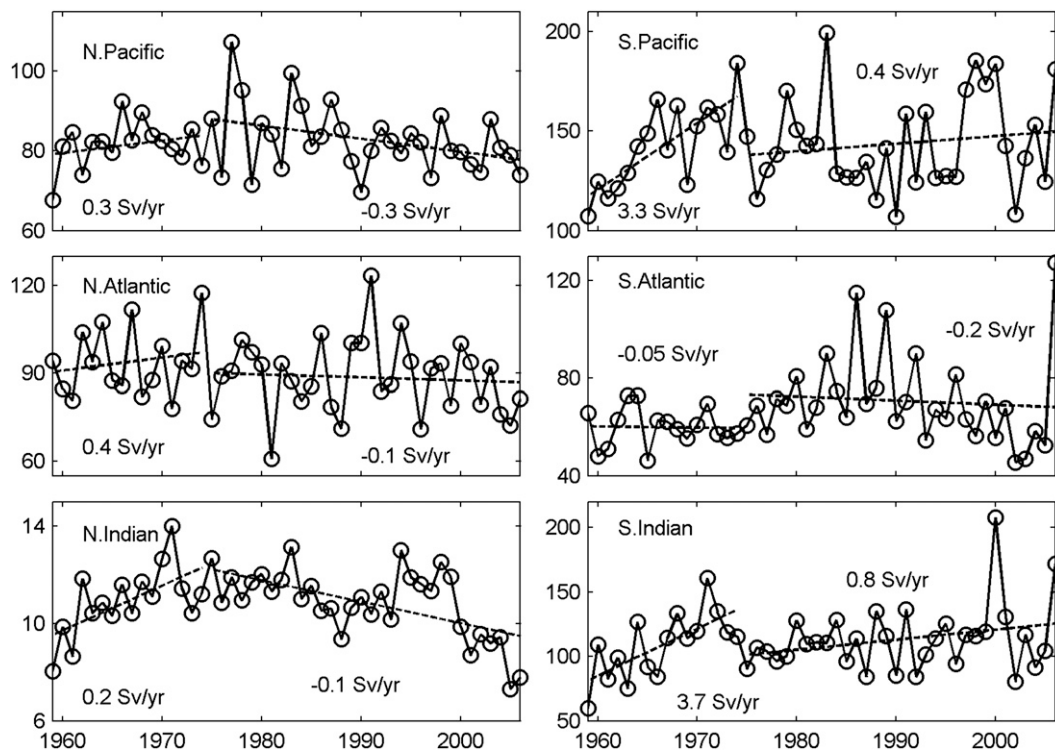 N.Pacific
100
80
60
0.3 Sv/yr
-0.3 Sv/yr
S.Pacific
200
150
100
0.4 Sv/yr
3.3 Sv/yr
N.Atlantic
120
90
60
0.4 Sv/yr
-0.1 Sv/yr
S.Atlantic
120
80
40
-0.05 Sv/yr
-0.2 Sv/yr
N.Indian
14
10
6
0.2 Sv/yr
-0.1 Sv/yr
1960 1970 1980 1990 2000
S.Indian
200
150
100
50
0.8 Sv/yr
3.7 Sv/yr
1960 1970 1980 1990 2000